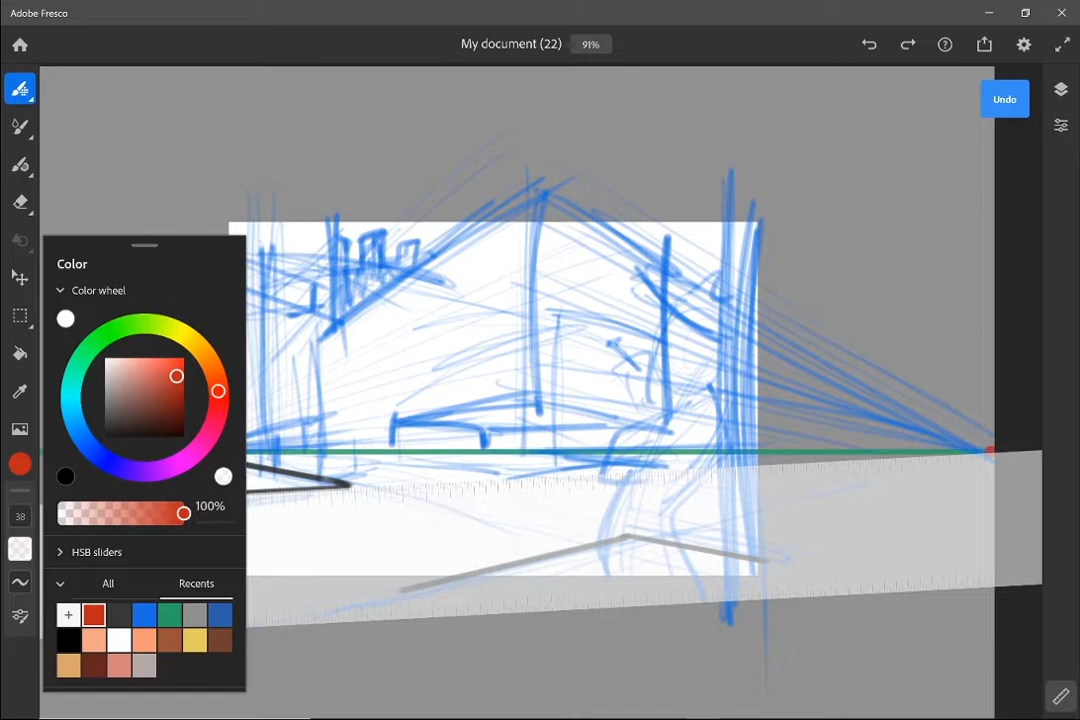 Adobe Fresco
My document (22)
91%
Undo
Color
Color wheel
100%
HSB sliders
All
Recents
38